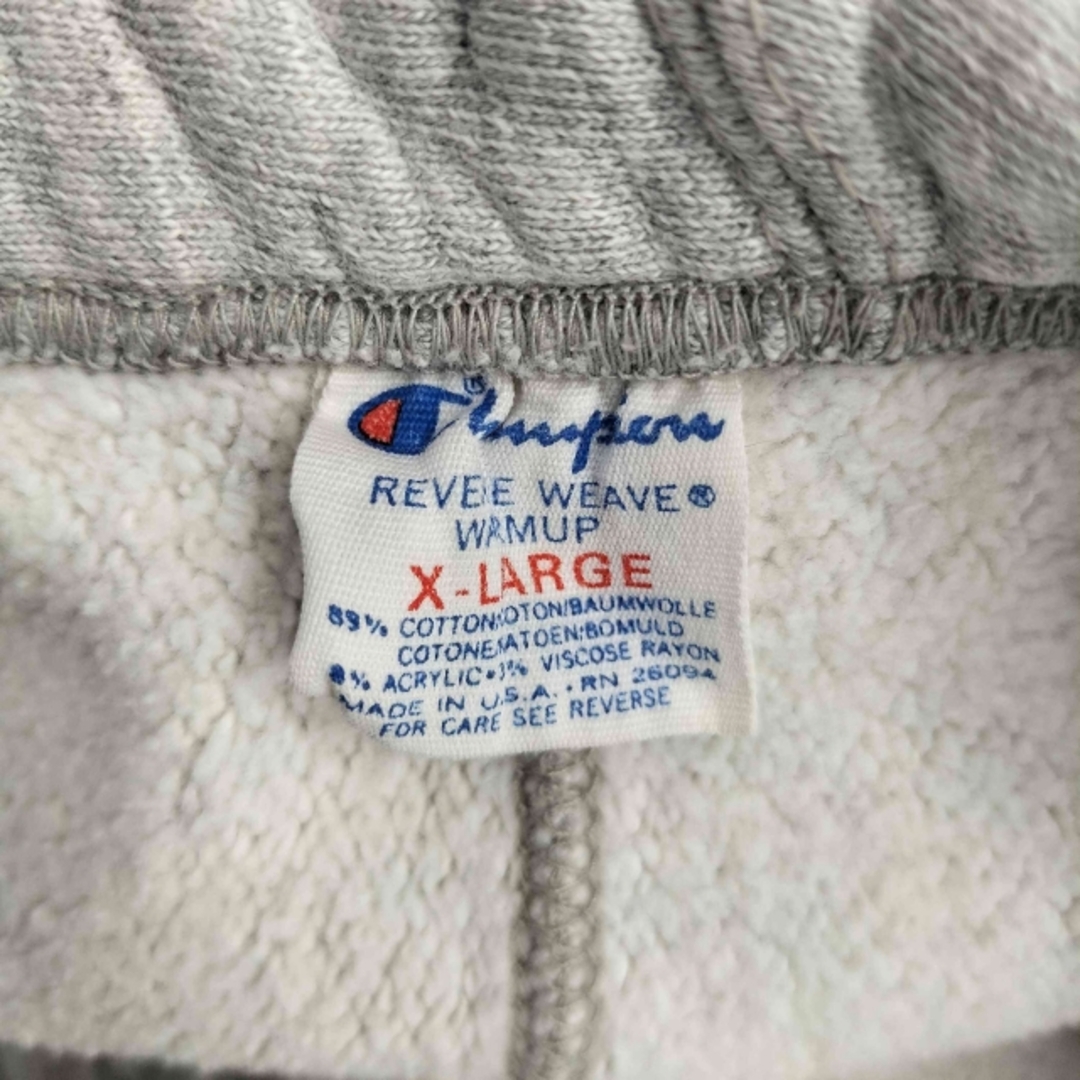 Champion®
REVERSE WEAVE®
WARMUP
X-LARGE
89% COTTON/COTON/BAUMWOLLE
COTONE/KATOEN/BOMULD
8% ACRYLIC•3% VISCOSE RAYON
MADE IN U.S.A.•RN 26094
FOR CARE SEE REVERSE